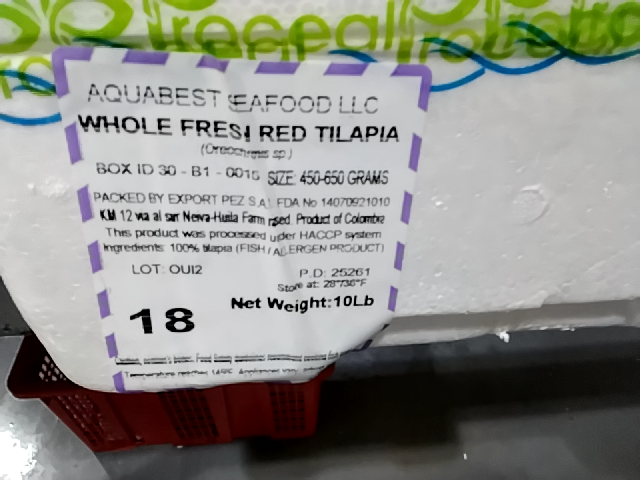 AQUABEST SEAFOOD LLC
WHOLE FRESH RED TILAPIA
BOX ID 30 - B1 - 0015 SIZE: 450-650 GRAMS
PACKED BY EXPORT PEZ S.A. FDA No 14070921010
KM 12 via al sur Neiva-Huila Farm raised. Product of Colombia
This product was processed under HACCP system
Ingredients: 100% tilapia (FISH / ALLERGEN PRODUCT)
LOT: OUI2 P.D: 25261
Store at: 28°/36°F
18 Net Weight:10Lb
Temperature reaches